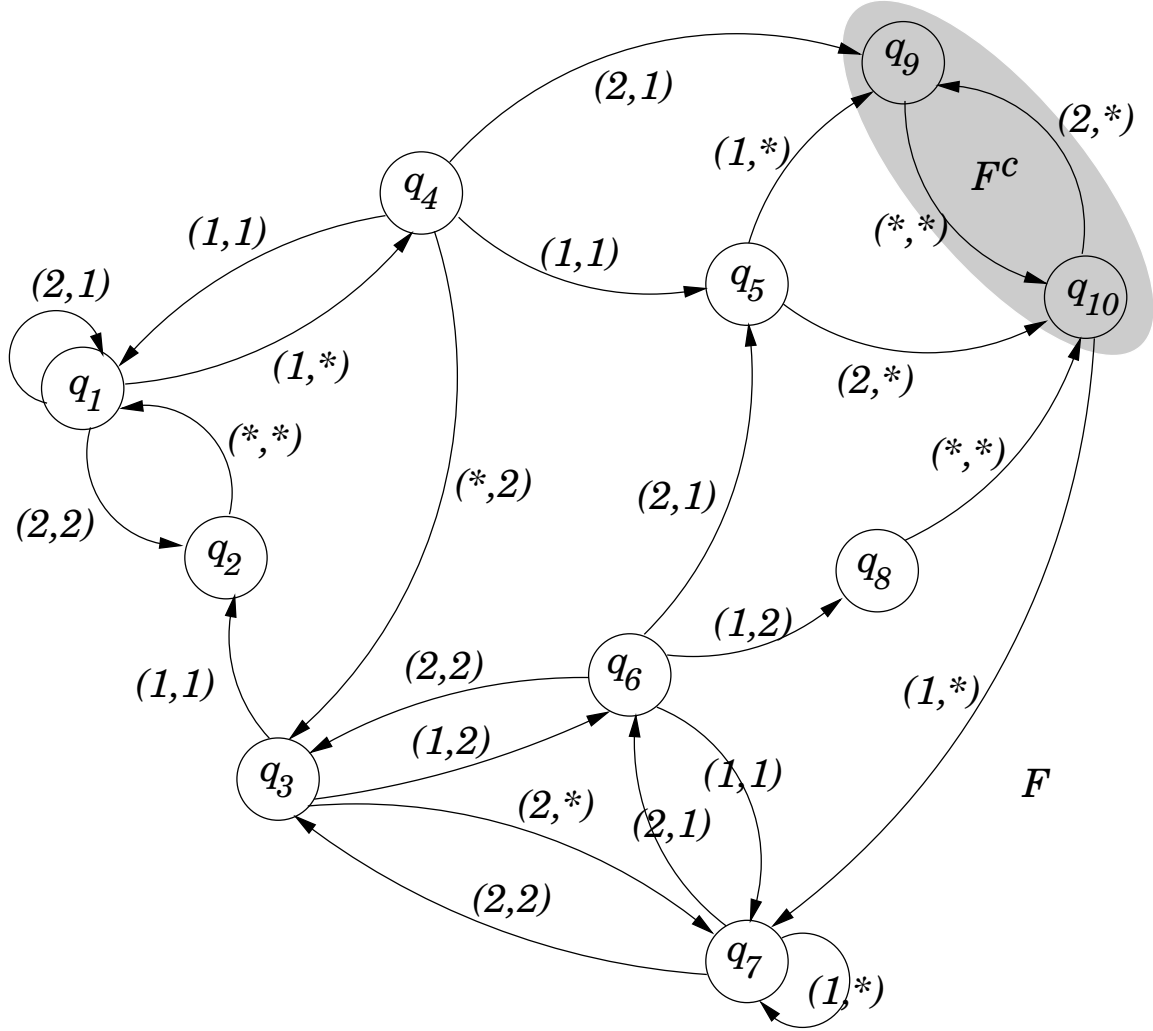 q9
(2,1)
(2,*)
(1,*)
F^c
q4
(1,1)
(*,*)
(1,1)
q5
q10
(2,1)
(1,*)
(2,*)
q1
(*,*)
(*,*)
(*,2)
(2,1)
(2,2)
q2
q8
(1,2)
(2,2)
q6
(1,1)
(1,*)
(1,2)
q3
(1,1)
F
(2,*)
(2,1)
(2,2)
q7
(1,*)